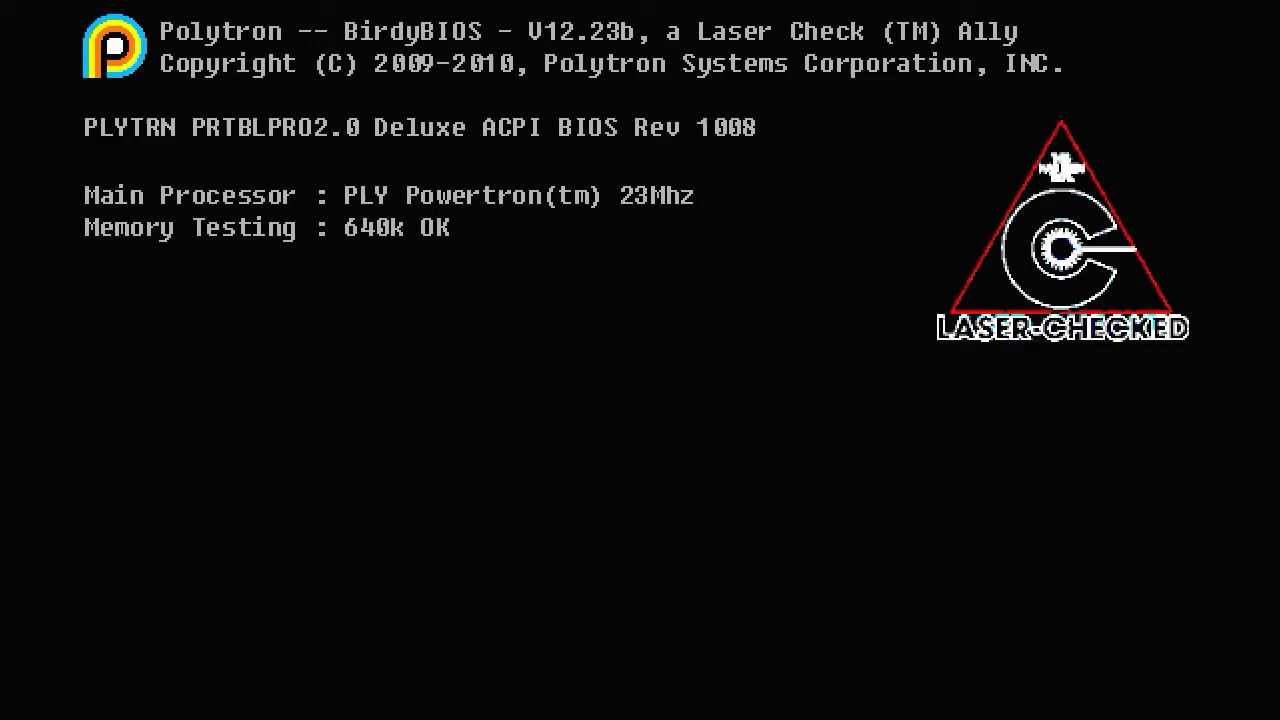 Polytron -- BirdyBIOS - V12.23b, a Laser Check (TM) Ally
Copyright (C) 2009-2010, Polytron Systems Corporation, INC.
PLYTRN PRTBLPRO2.0 Deluxe ACPI BIOS Rev 1008
Main Processor : PLY Powertron(tm) 23Mhz
Memory Testing : 640k OK
LASER-CHECKED